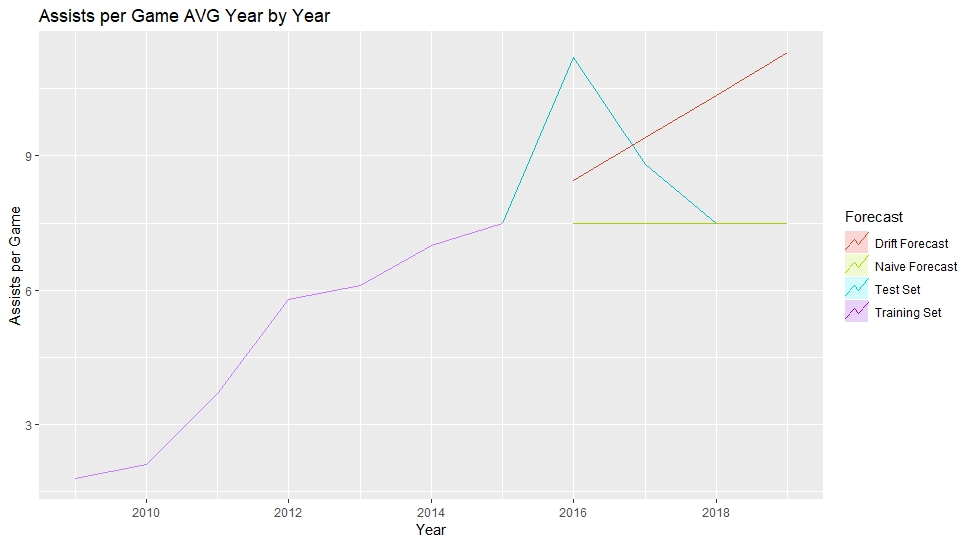 Assists per Game AVG Year by Year
Assists per Game
9
6
3
2010 2012 2014 2016 2018
Year
Forecast
Drift Forecast
Naive Forecast
Test Set
Training Set